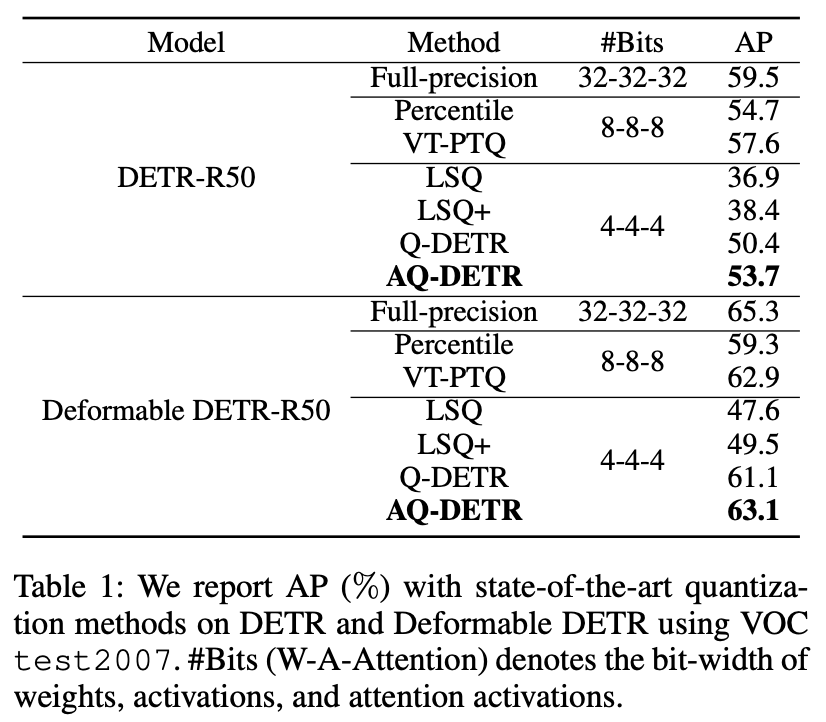 Model Method #Bits AP
Full-precision 32-32-32 59.5
Percentile 54.7
8-8-8
VT-PTQ 57.6
DETR-R50 LSQ 36.9
LSQ+ 38.4
4-4-4
Q-DETR 50.4
AQ-DETR 53.7
Full-precision 32-32-32 65.3
Percentile 59.3
8-8-8
VT-PTQ 62.9
Deformable DETR-R50 LSQ 47.6
LSQ+ 49.5
4-4-4
Q-DETR 61.1
AQ-DETR 63.1
Table 1: We report AP (%) with state-of-the-art quantiza-
tion methods on DETR and Deformable DETR using VOC
test2007. #Bits (W-A-Attention) denotes the bit-width of
weights, activations, and attention activations.